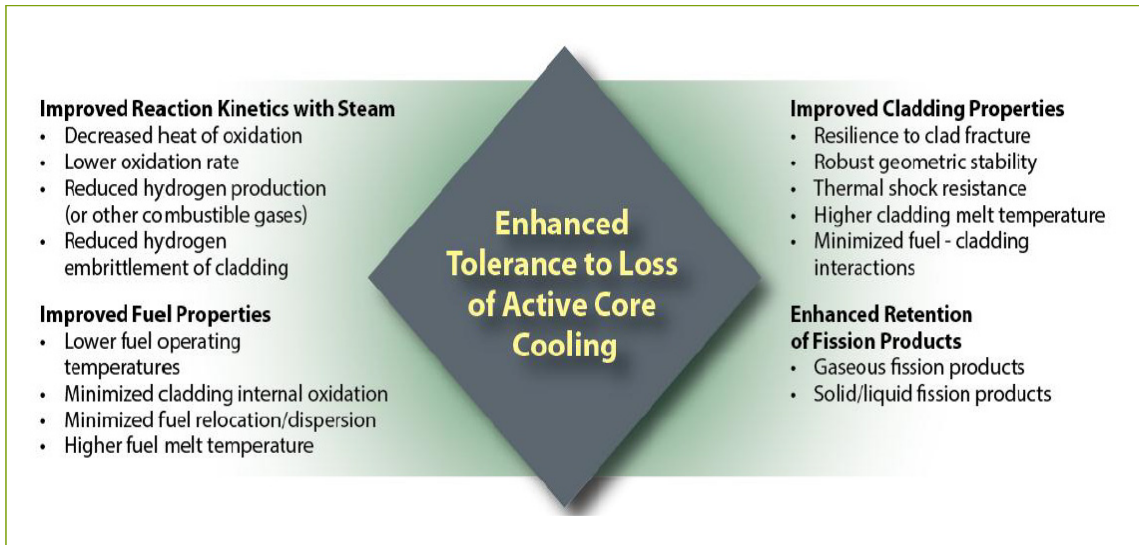 Improved Reaction Kinetics with Steam
• Decreased heat of oxidation
• Lower oxidation rate
• Reduced hydrogen production
(or other combustible gases)
• Reduced hydrogen
embrittlement of cladding
Improved Fuel Properties
• Lower fuel operating
temperatures
• Minimized cladding internal oxidation
• Minimized fuel relocation/dispersion
• Higher fuel melt temperature
Enhanced
Tolerance to Loss
of Active Core
Cooling
Improved Cladding Properties
• Resilience to clad fracture
• Robust geometric stability
• Thermal shock resistance
• Higher cladding melt temperature
• Minimized fuel - cladding
interactions
Enhanced Retention
of Fission Products
• Gaseous fission products
• Solid/liquid fission products